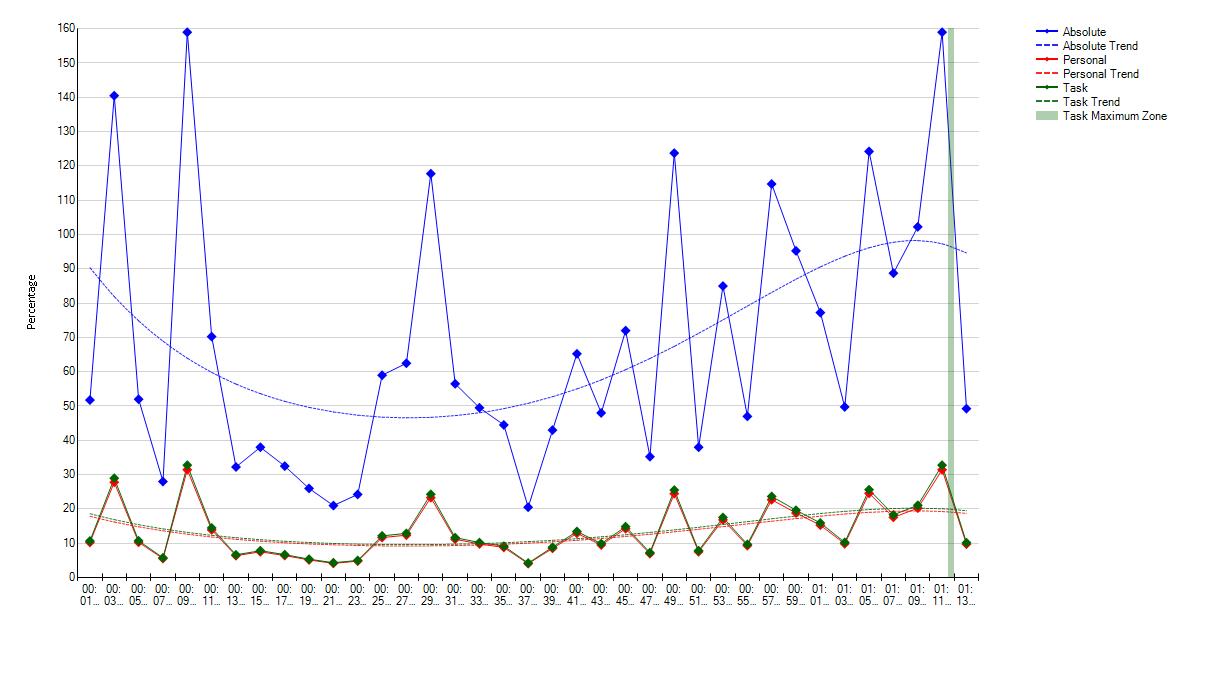 160
150
140
130
120
110
100
90
80
70
60
50
40
30
20
10
0
Percentage
00: 00: 00: 00: 00: 00: 00: 00: 00: 00: 00: 00: 00: 00: 00: 00: 00: 00: 00: 00: 00: 00: 00: 00: 00: 00: 00: 00: 00: 00: 01: 01: 01: 01: 01: 01: 01:
01... 03... 05... 07... 09... 11... 13... 15... 17... 19... 21... 23... 25... 27... 29... 31... 33... 35... 37... 39... 41... 43... 45... 47... 49... 51... 53... 55... 57... 59... 01... 03... 05... 07... 09... 11... 13...
Absolute
Absolute Trend
Personal
Personal Trend
Task
Task Trend
Task Maximum Zone